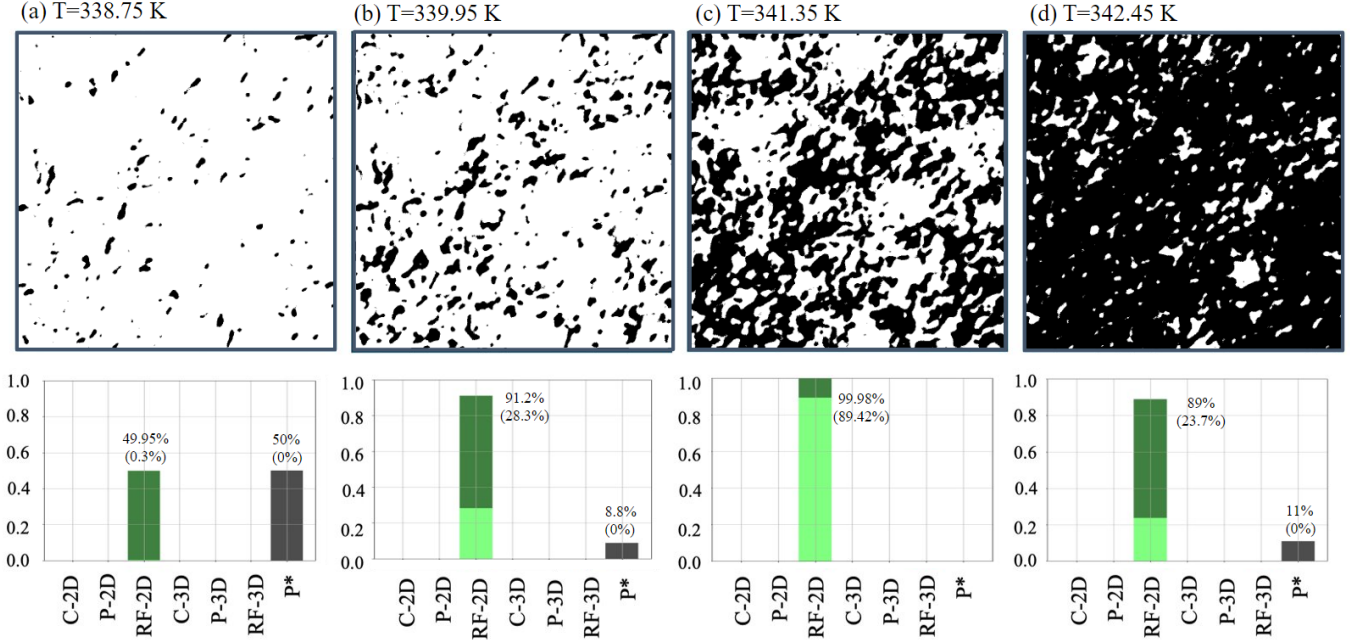 (a) T=338.75 K
(b) T=339.95 K
(c) T=341.35 K
(d) T=342.45 K
1.0
0.8
0.6
0.4
0.2
0.0
49.95%
(0.3%)
50%
(0%)
C-2D
P-2D
RF-2D
C-3D
P-3D
RF-3D
P*
1.0
0.8
0.6
0.4
0.2
0.0
91.2%
(28.3%)
8.8%
(0%)
C-2D
P-2D
RF-2D
C-3D
P-3D
RF-3D
P*
1.0
0.8
0.6
0.4
0.2
0.0
99.98%
(89.42%)
C-2D
P-2D
RF-2D
C-3D
P-3D
RF-3D
P*
1.0
0.8
0.6
0.4
0.2
0.0
89%
(23.7%)
11%
(0%)
C-2D
P-2D
RF-2D
C-3D
P-3D
RF-3D
P*